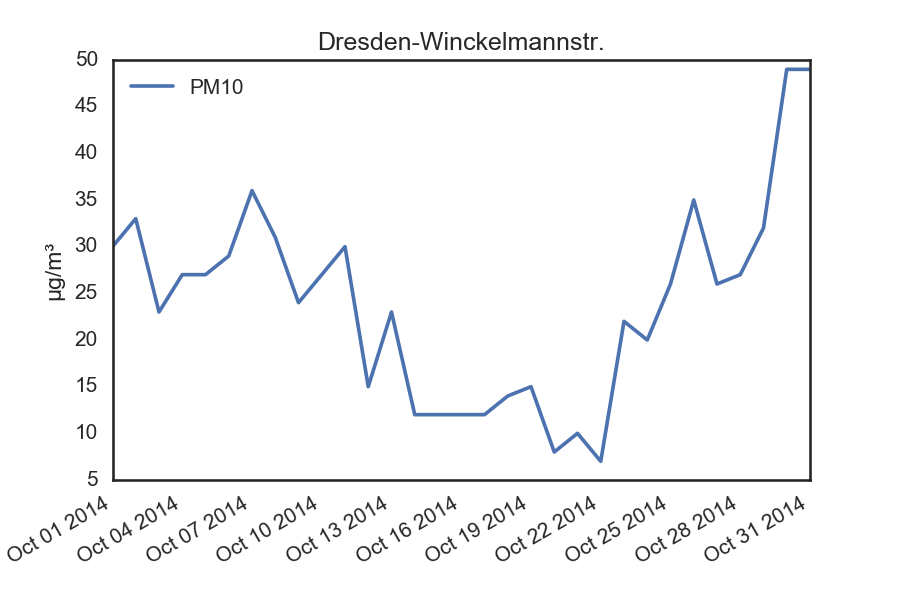 Dresden-Winckelmannstr.
50
45
40
35
30
25
20
15
10
5
µg/m³
PM10
Oct 01 2014
Oct 04 2014
Oct 07 2014
Oct 10 2014
Oct 13 2014
Oct 16 2014
Oct 19 2014
Oct 22 2014
Oct 25 2014
Oct 28 2014
Oct 31 2014